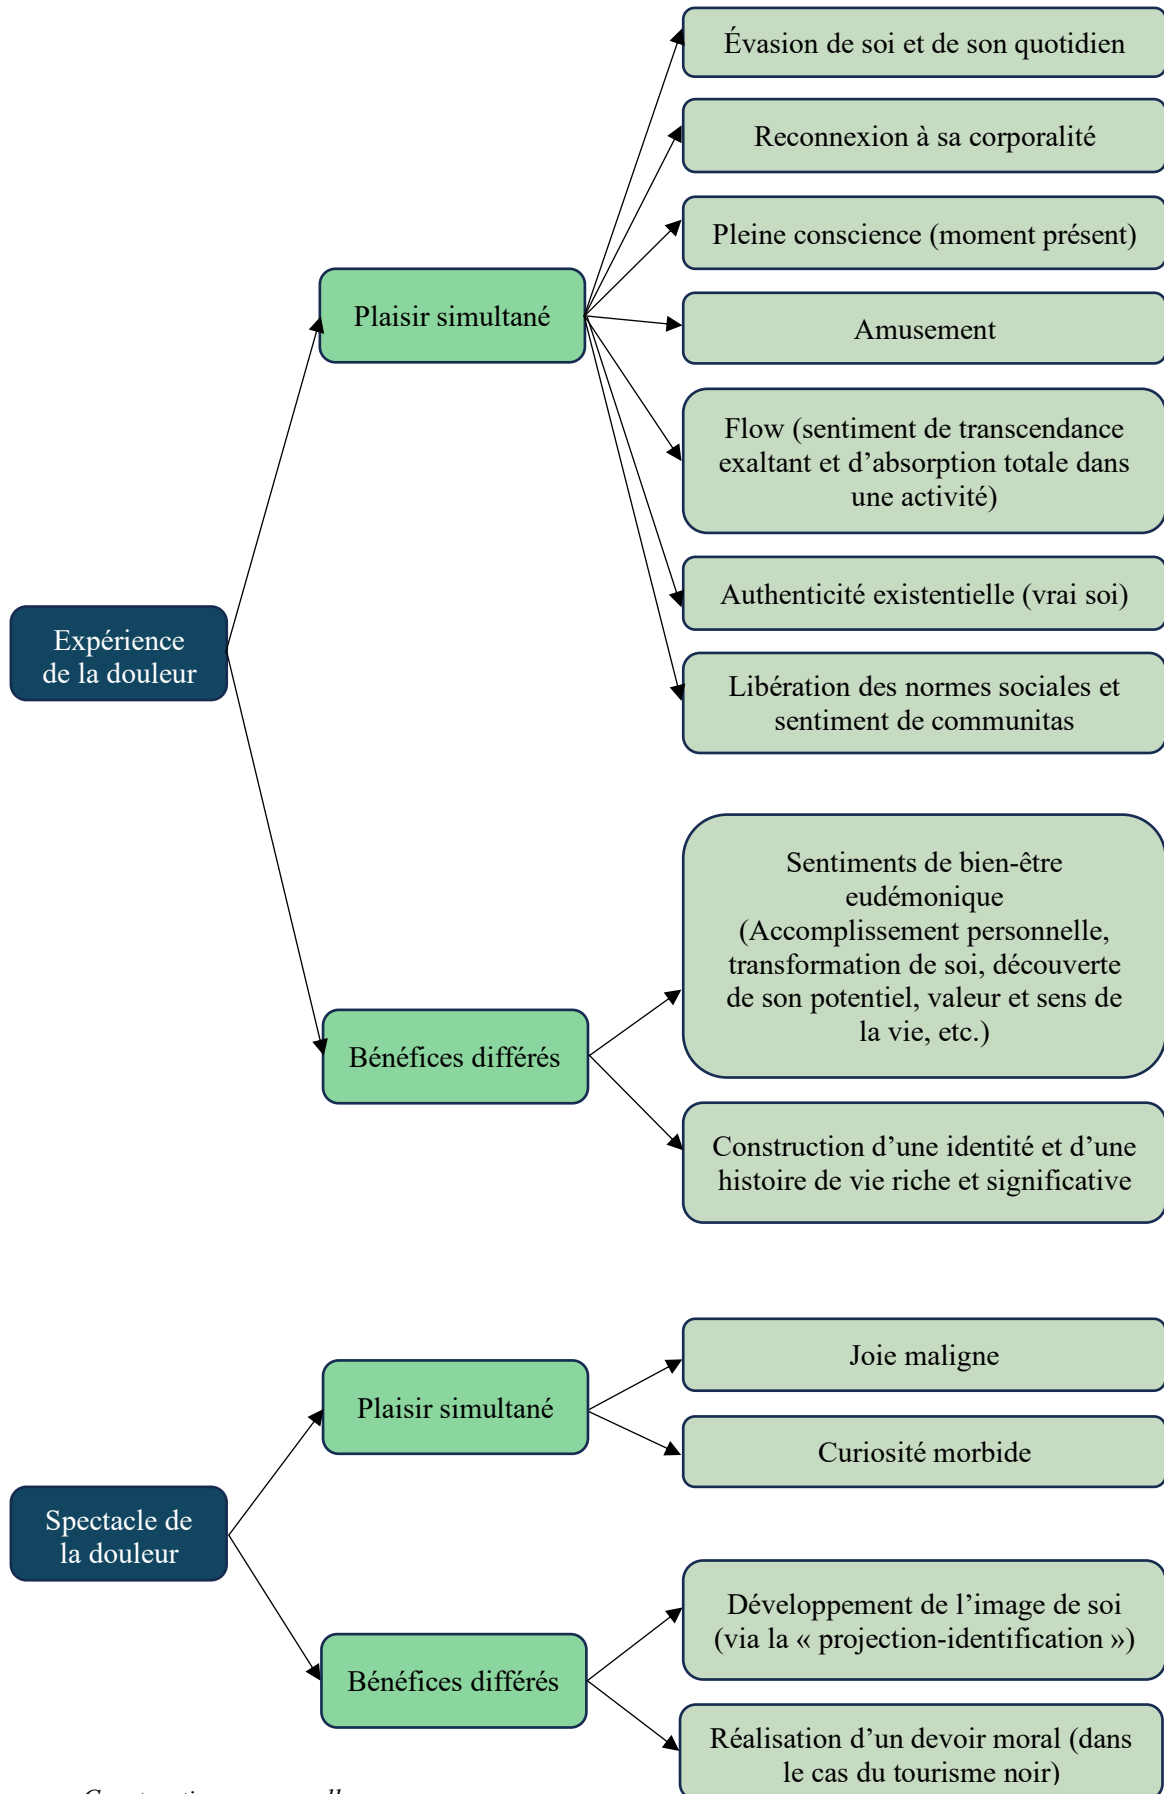 Évasion de soi et de son quotidien
Reconnexion à sa corporalité
Pleine conscience (moment présent)
Plaisir simultané
Amusement
Flow (sentiment de transcendance
exaltant et d’absorption totale dans
une activité)
Authenticité existentielle (vrai soi)
Expérience
de la douleur
Libération des normes sociales et
sentiment de communitas
Sentiments de bien-être
eudémonique
(Accomplissement personnelle,
transformation de soi, découverte
de son potentiel, valeur et sens de
la vie, etc.)
Bénéfices différés
Construction d’une identité et d’une
histoire de vie riche et significative
Joie maligne
Plaisir simultané
Curiosité morbide
Spectacle de
la douleur
Développement de l’image de soi
(via la « projection-identification »)
Bénéfices différés
Réalisation d’un devoir moral (dans
le cas du tourisme noir)